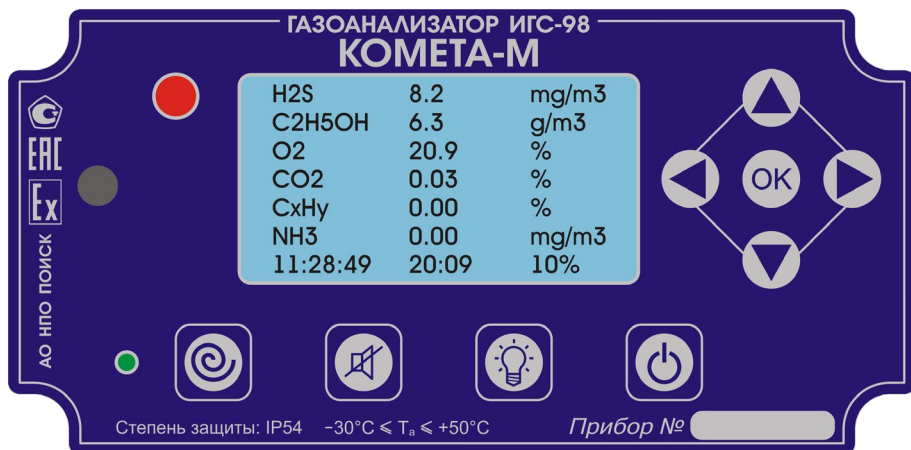 ГАЗОАНАЛИЗАТОР ИГС-98
КОМЕТА-М
H2S 8.2 mg/m3
C2H5OH 6.3 g/m3
O2 20.9 %
CO2 0.03 %
CxHy 0.00 %
NH3 0.00 mg/m3
11:28:49 20:09 10%
OK
С
EAC
Ex
АО НПО ПОИСК
Степень защиты: IP54 −30°C ⩽ Tₐ ⩽ +50°C
Прибор №